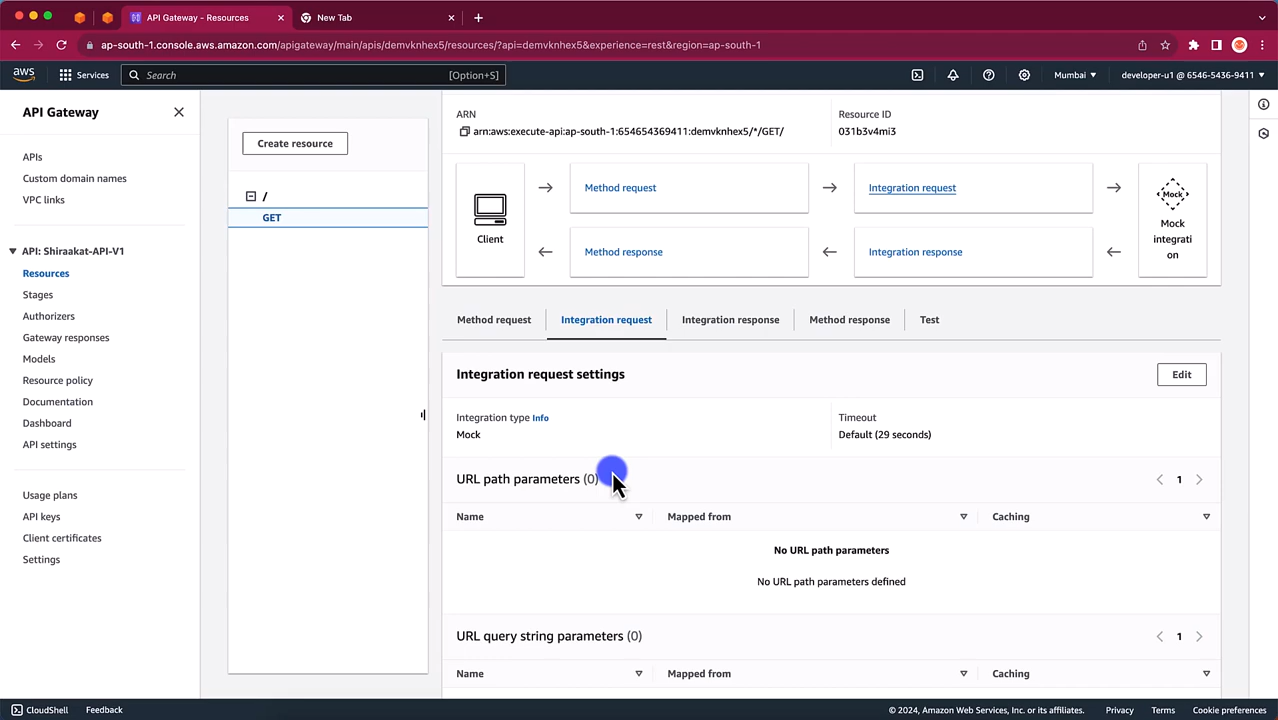 API Gateway - Resources
New Tab
ap-south-1.console.aws.amazon.com/apigateway/main/apis/demvknhex5/resources/?api=demvknhex5&experience=rest&region=ap-south-1
aws
Services
Search
[Option+S]
Mumbai
developer-u1 @ 6546-5436-9411
API Gateway
APIs
Custom domain names
VPC links
API: Shiraakat-API-V1
Resources
Stages
Authorizers
Gateway responses
Models
Resource policy
Documentation
Dashboard
API settings
Usage plans
API keys
Client certificates
Settings
Create resource
/
GET
ARN
arn:aws:execute-api:ap-south-1:654654369411:demvknhex5/*/GET/
Resource ID
031b3v4mi3
Client
Method request
Integration request
Method response
Integration response
Mock
Mock
integrati
on
Method request
Integration request
Integration response
Method response
Test
Integration request settings
Edit
Integration type Info
Mock
Timeout
Default (29 seconds)
URL path parameters (0)
1
Name
Mapped from
Caching
No URL path parameters
No URL path parameters defined
URL query string parameters (0)
1
Name
Mapped from
Caching
CloudShell
Feedback
© 2024, Amazon Web Services, Inc. or its affiliates.
Privacy
Terms
Cookie preferences